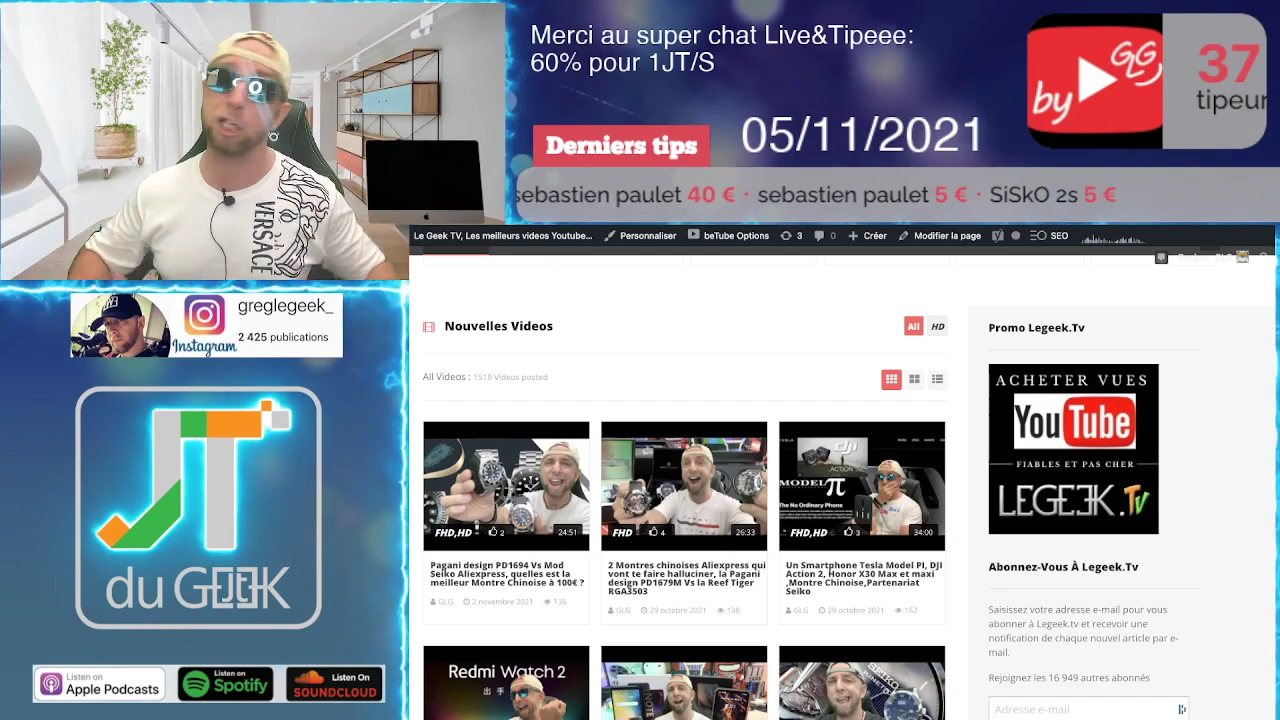 Merci au super chat Live&Tipeee:
60% pour 1JT/S
by GLG
37
tipeur
Derniers tips
05/11/2021
sebastien paulet 40 € · sebastien paulet 5 € · SiSkO 2s 5 €
VERSACE
Le Geek TV, Les meilleurs videos Youtube...
Personnaliser
beTube Options
3
0
Créer
Modifier la page
SEO
greglegeek_
Instagram
2 425 publications
JT
du GEEK
Listen on
Apple Podcasts
Listen on
Spotify
Listen On
SOUNDCLOUD
Nouvelles Videos
All
HD
All Videos : 1519 Videos posted
FHD,HD
2
24:51
Pagani design PD1694 Vs Mod
Seiko Aliexpress, quelles est la
meilleur Montre Chinoise à 100€ ?
GLG
2 novembre 2021
136
FHD
4
26:33
2 Montres chinoises Aliexpress qui
vont te faire halluciner, la Pagani
design PD1679M Vs la Reef Tiger
RGA3503
GLG
29 octobre 2021
138
dji
ACTION
MODEL π
The No Ordinary Phone
FHD,HD
3
34:00
Un Smartphone Tesla Model PI, DJI
Action 2, Honor X30 Max et maxi
,Montre Chinoise,Partenariat
Seiko
GLG
29 octobre 2021
152
Redmi Watch 2
Promo Legeek.Tv
ACHETER VUES
YouTube
FIABLES ET PAS CHER
LEGEEK.TV
Abonnez-Vous À Legeek.Tv
Saisissez votre adresse e-mail pour vous
abonner à Legeek.tv et recevoir une
notification de chaque nouvel article par e-
mail.
Rejoignez les 16 949 autres abonnés
Adresse e-mail